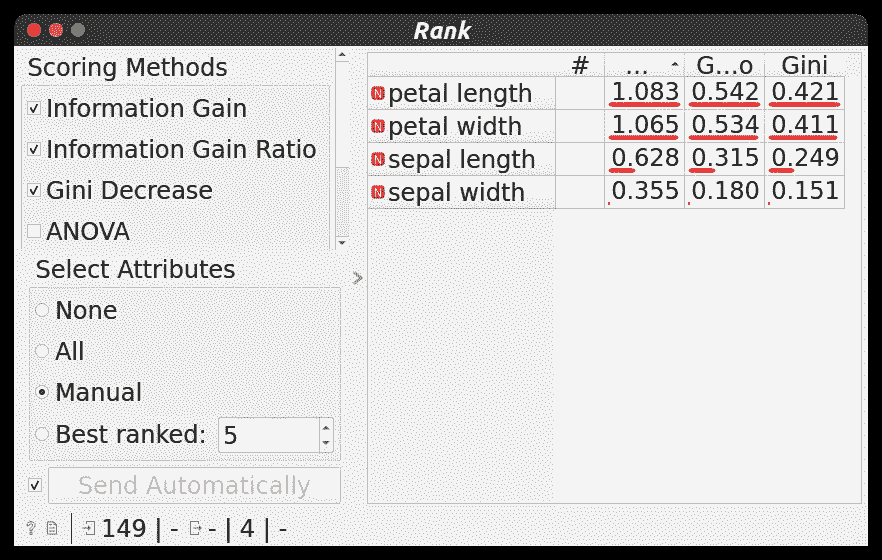 Rank
Scoring Methods
Information Gain
Information Gain Ratio
Gini Decrease
ANOVA
Select Attributes
None
All
Manual
Best ranked: 5
Send Automatically
# ... G...o Gini
N petal length 1.083 0.542 0.421
N petal width 1.065 0.534 0.411
N sepal length 0.628 0.315 0.249
N sepal width 0.355 0.180 0.151
? 149 | - - | 4 | -